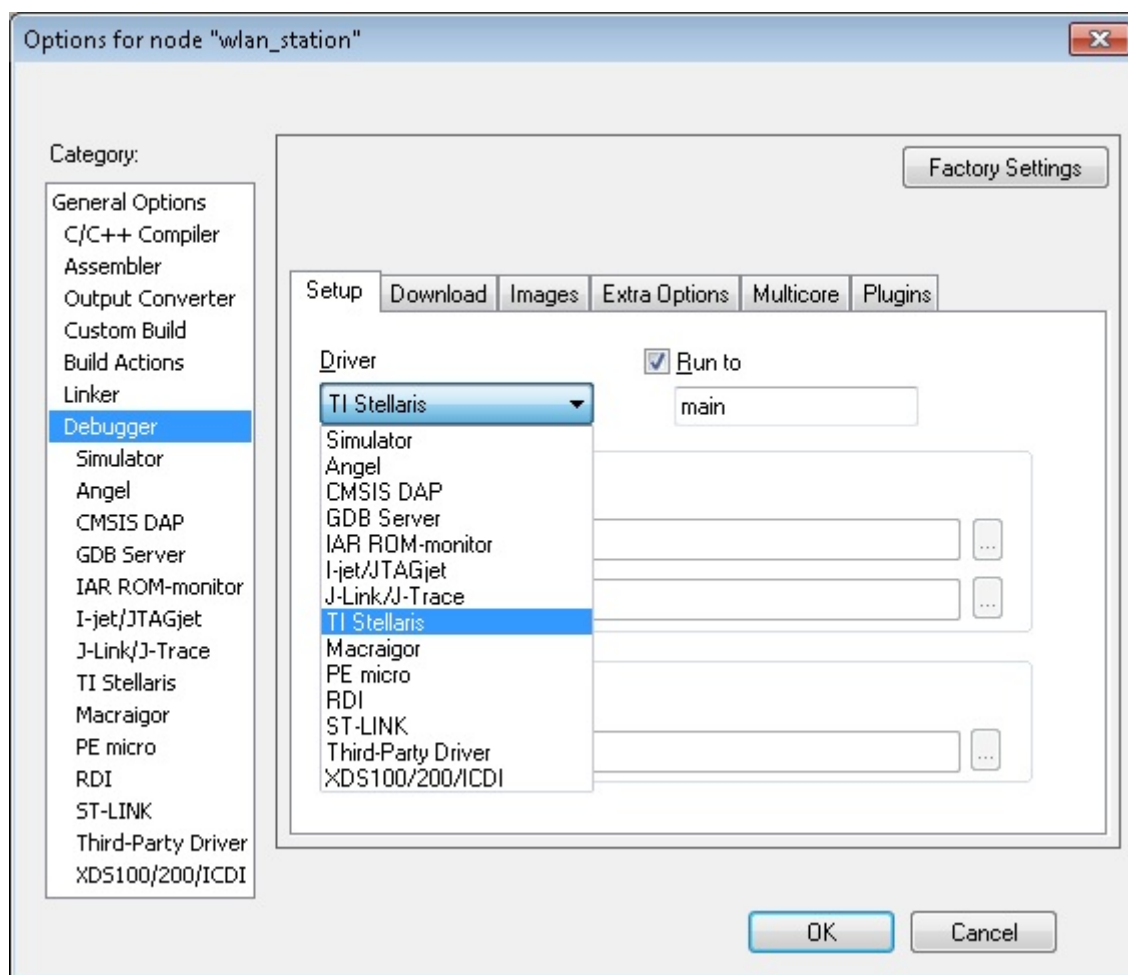 Options for node "wlan_station"
Category:
General Options
C/C++ Compiler
Assembler
Output Converter
Custom Build
Build Actions
Linker
Debugger
Simulator
Angel
CMSIS DAP
GDB Server
IAR ROM-monitor
I-jet/JTAGjet
J-Link/J-Trace
TI Stellaris
Macraigor
PE micro
RDI
ST-LINK
Third-Party Driver
XDS100/200/ICDI
Factory Settings
Setup Download Images Extra Options Multicore Plugins
Driver
TI Stellaris
Simulator
Angel
CMSIS DAP
GDB Server
IAR ROM-monitor
I-jet/JTAGjet
J-Link/J-Trace
TI Stellaris
Macraigor
PE micro
RDI
ST-LINK
Third-Party Driver
XDS100/200/ICDI
Run to
main
...
...
...
OK Cancel